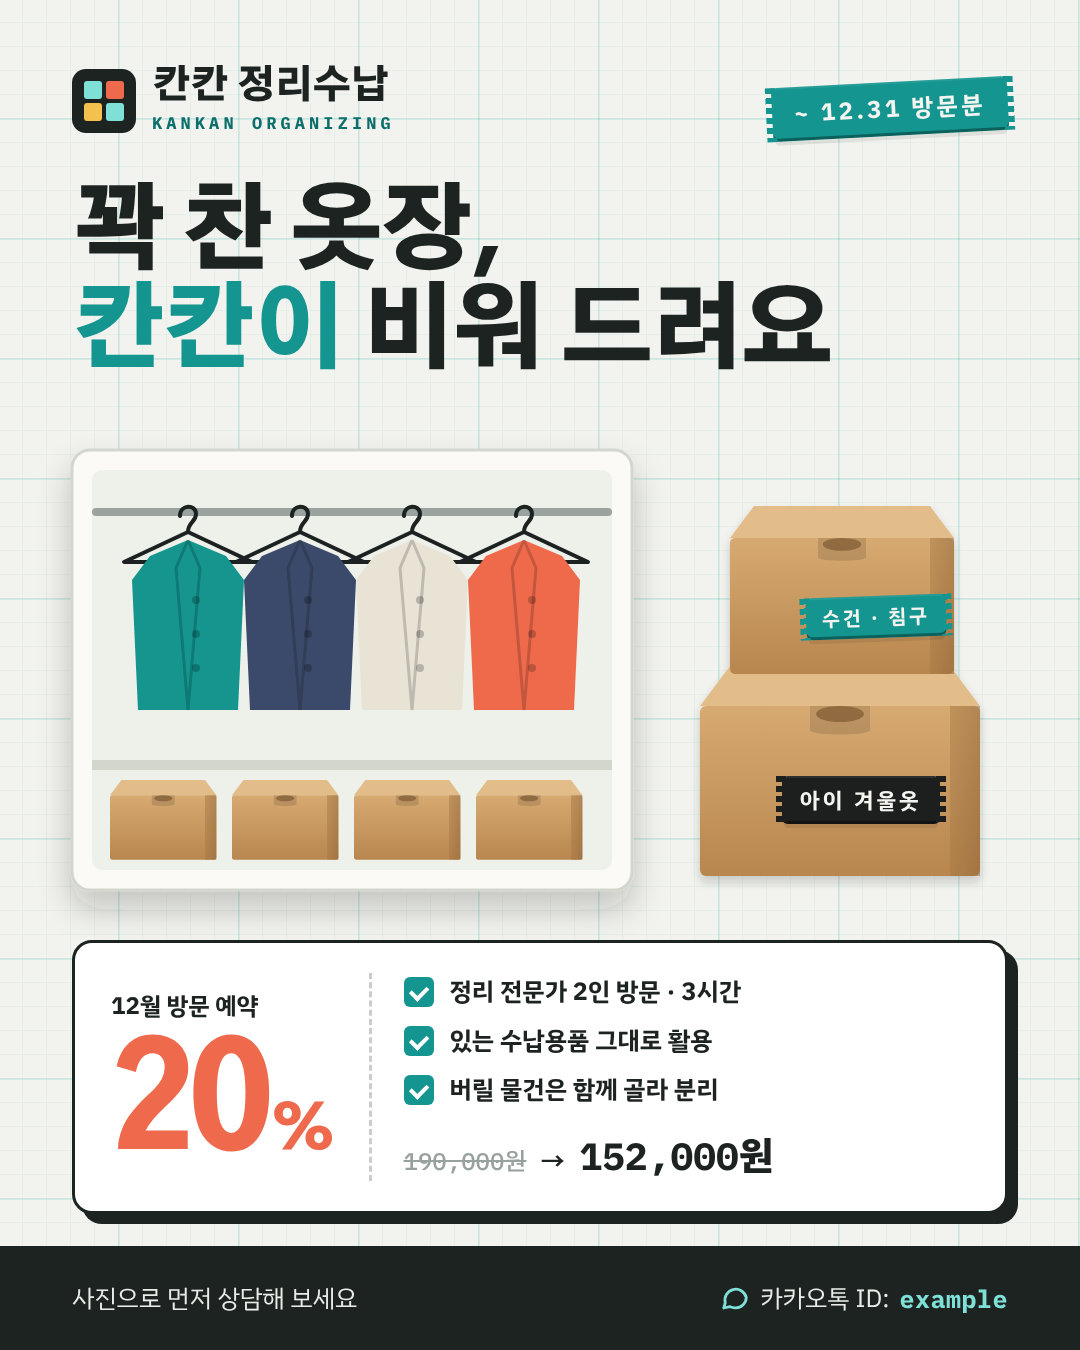 칸칸 정리수납
KANKAN ORGANIZING
~ 12.31 방문분
꽉 찬 옷장,
칸칸이 비워 드려요
수건 · 침구
아이 겨울옷
12월 방문 예약
20%
정리 전문가 2인 방문 · 3시간
있는 수납용품 그대로 활용
버릴 물건은 함께 골라 분리
190,000원 → 152,000원
사진으로 먼저 상담해 보세요
카카오톡 ID: example